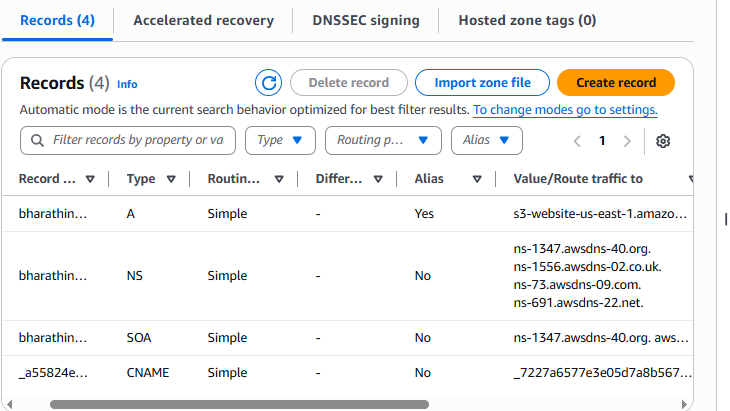 Records (4) Accelerated recovery DNSSEC signing Hosted zone tags (0)
Records (4) Info Delete record Import zone file Create record
Automatic mode is the current search behavior optimized for best filter results. To change modes go to settings.
Filter records by property or va Type Routing p... Alias 1
Record ... Type Routin... Differ... Alias Value/Route traffic to
bharathin... A Simple - Yes s3-website-us-east-1.amazo...
bharathin... NS Simple - No ns-1347.awsdns-40.org.
ns-1556.awsdns-02.co.uk.
ns-73.awsdns-09.com.
ns-691.awsdns-22.net.
bharathin... SOA Simple - No ns-1347.awsdns-40.org. aws...
_a55824e... CNAME Simple - No _7227a6577e3e05d7a8b567...